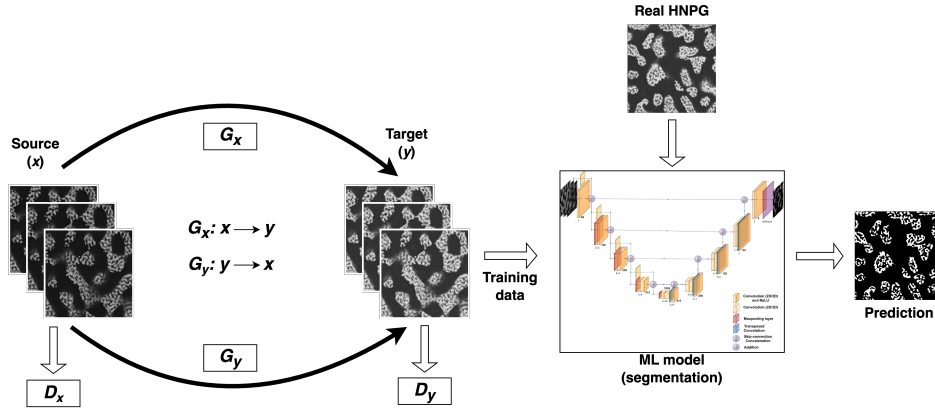 Real HNPG
Source
(x)
Target
(y)
Gx
Gx: x → y
Gy: y → x
Gy
Dx
Dy
Training
data
Convolution (2D/3D)
and ReLU
Convolution (2D/3D)
Maxpooling layer
Transposed
Convolution
Skip-connection
Concatenation
Addition
ML model
(segmentation)
Prediction